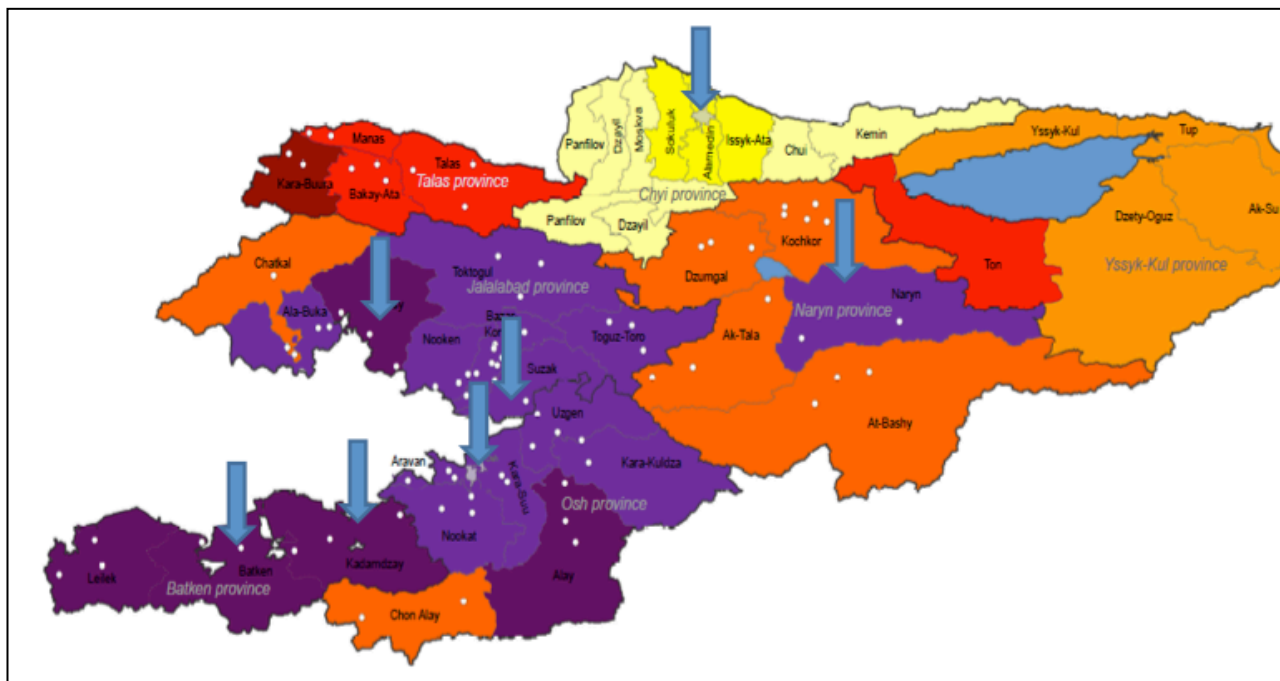 Panfilov
Dzayil
Moskva
Sokuluk
Alamedin
Issyk-Ata
Chui
Kemin
Yssyk-Kul
Tup
Manas
Talas
Talas province
Kara-Buura
Bakay-Ata
Chyi province
Panfilov
Dzayil
Dzety-Oguz
Ak-Su
Kochkor
Chatkal
Toktogul
Dzumgal
Ton
Yssyk-Kul province
Jalalabad province
Naryn
Ala-Buka
Naryn province
Nooken
Toguz-Toro
Ak-Tala
Suzak
Uzgen
At-Bashy
Aravan
Kara-Suu
Kara-Kuldza
Osh province
Nookat
Leilek
Batken
Kadamdzay
Alay
Batken province
Chon Alay